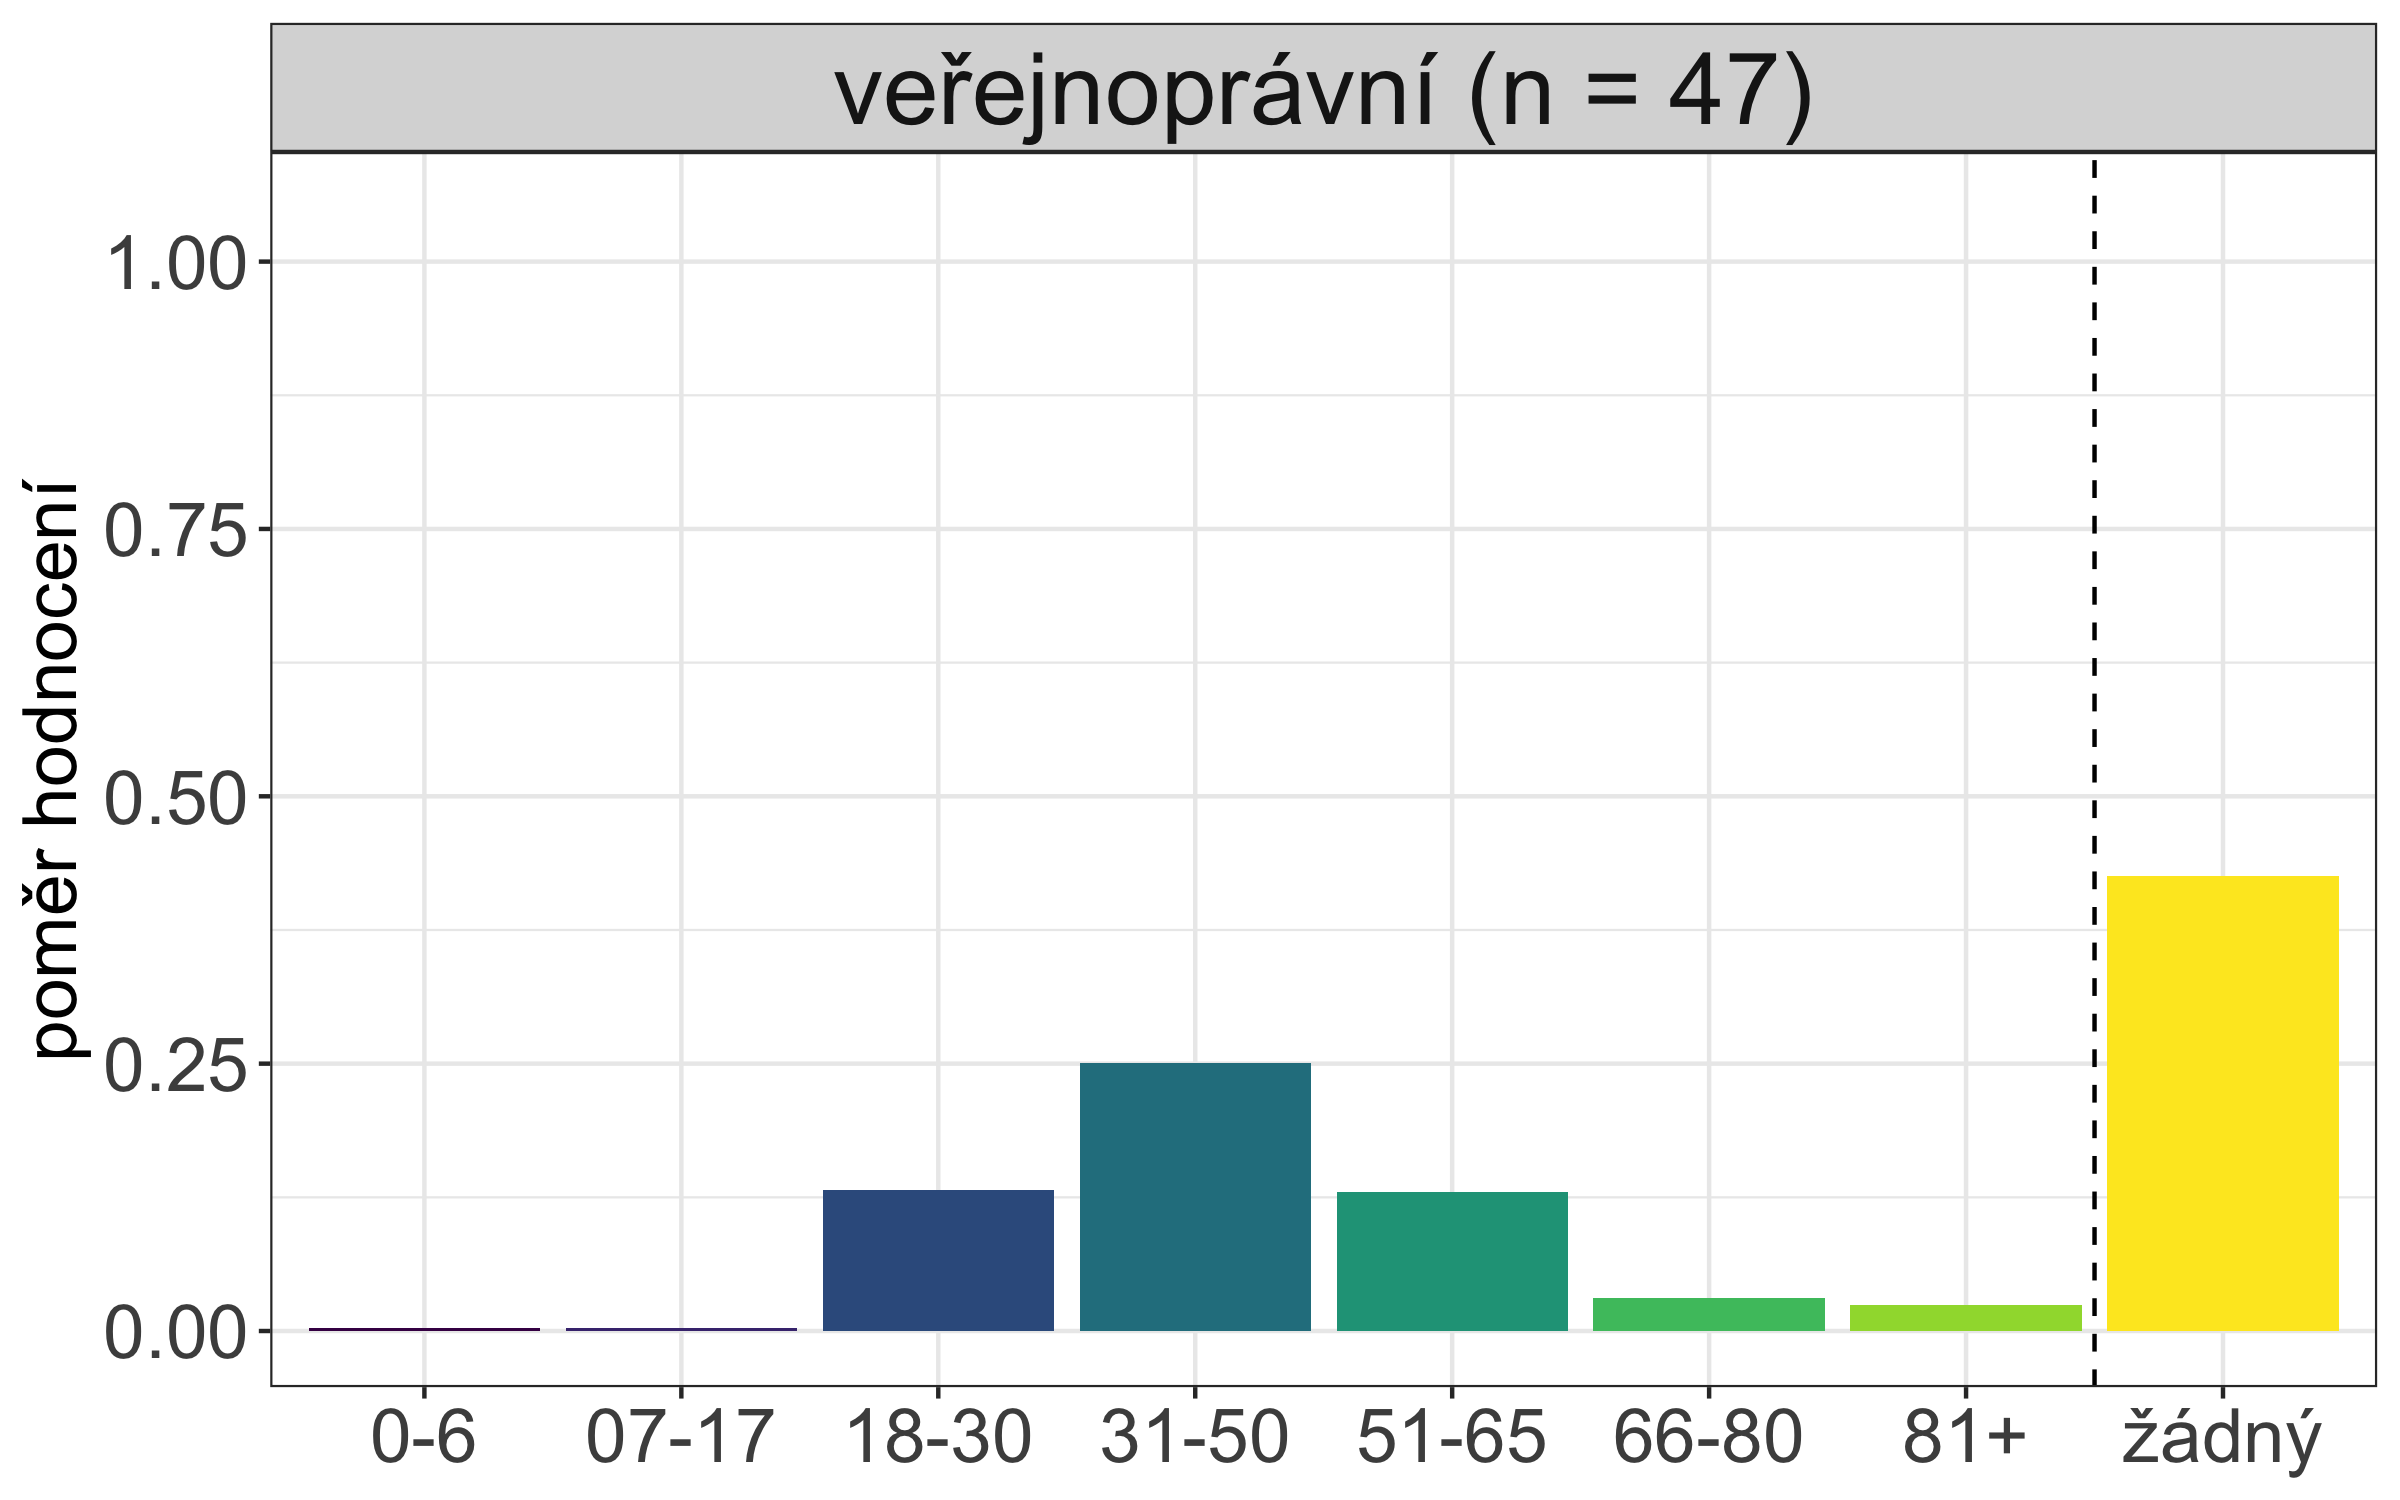 veřejnoprávní (n = 47)
poměr hodnocení
1.00
0.75
0.50
0.25
0.00
0-6 07-17 18-30 31-50 51-65 66-80 81+ žádný